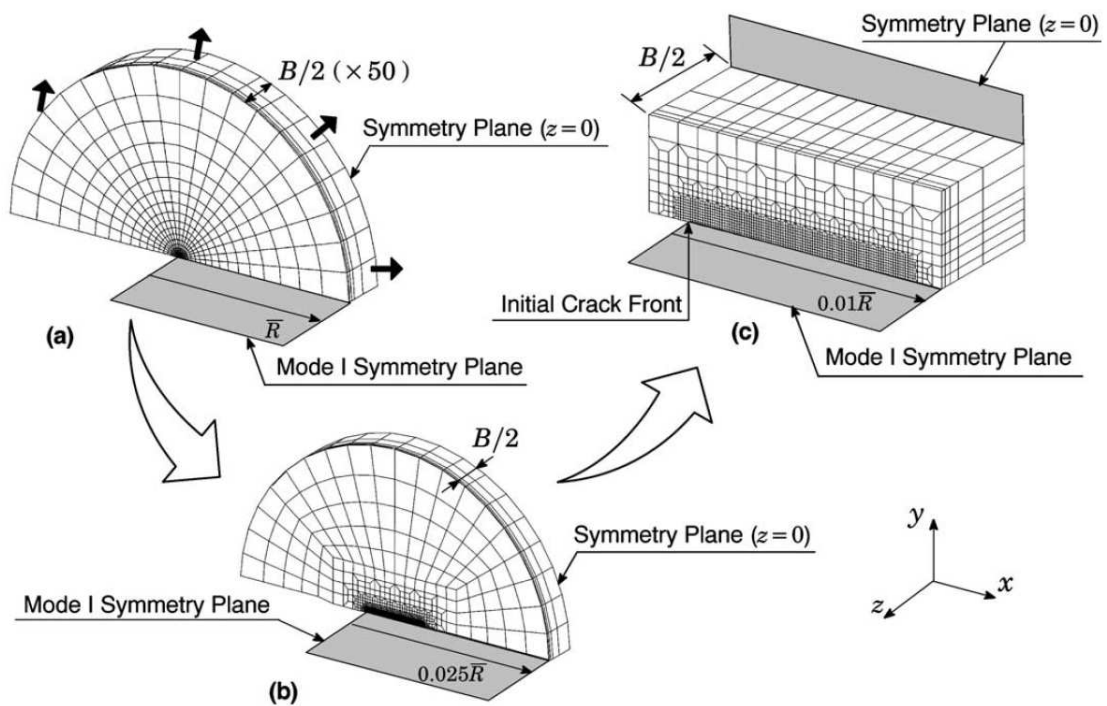 B/2 (×50)
Symmetry Plane (z=0)
R̅
(a)
Mode I Symmetry Plane
Symmetry Plane (z=0)
B/2
Initial Crack Front
0.01R̅
(c)
Mode I Symmetry Plane
B/2
Symmetry Plane (z=0)
Mode I Symmetry Plane
0.025R̅
(b)
y
x
z